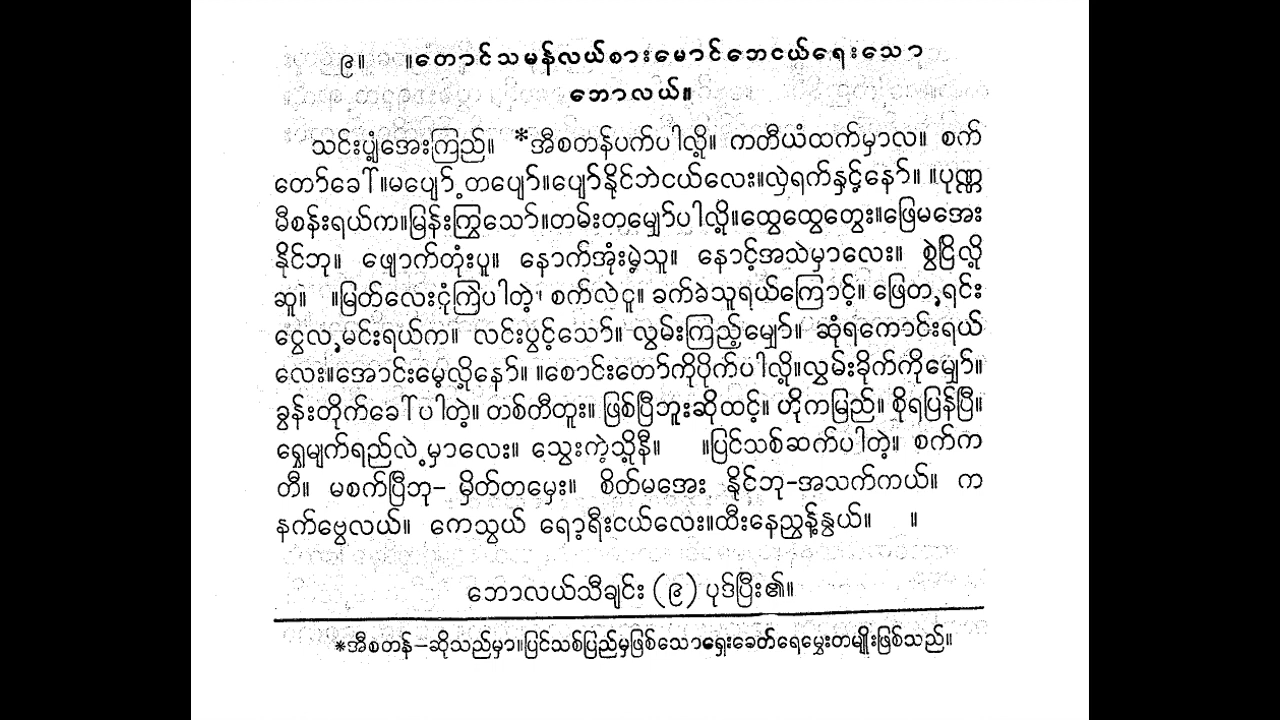 ၉။ ။တောင်သမန်လယ်စားမောင်ဘေငယ်ရေးသော
ဘောလယ်။
သင်းပျံ့အေးကြည်။ *အီစတန်ပက်ပါလို့။ ကတီယံထက်မှာလ။ စက်
တော်ခေါ်။မပျော့်တပျော်။ပျော်နိုင်ဘဲငယ်လေး။လှဲရက်နှင့်နော်။ ။ပုဏ္ဏ
မီစန်းရယ်က။မြန်းကြွသော်။တမ်းတမျှော်ပါလို့။ထွေထွေတွေး။ဖြေမအေး
နိုင်ဘု။ ဖျောက်တုံးပူ။ နောက်အုံးမဲ့သူ။ နှောင့်အသဲမှာလေး။ စွဲငြိလို့
ဆူ။ ။မြတ်လေးငုံကြဲပါတဲ့၊ စက်လဲငူ။ ခက်ခဲသူရယ်ကြောင့်။ ဖြေတ,ရင်း
ငွေလ,မင်းရယ်က။ လင်းပွင့်သော်။ လွမ်းကြည့်မျှော်။ ဆုံရကောင်းရယ်
လေး။အောင်းမေ့လို့နော်။ ။စောင်းတော်ကိုပိုက်ပါလို့။လွှမ်းခိုက်ကိုမျှော်။
ခွန်းတိုက်ခေါ်ပါတဲ့။ တစ်တီတူး။ ဖြစ်ပြီဘူးဆိုထင့်။ ဟိုကမြည်။ စိုရပြန်ပြီ။
ရွှေမျက်ရည်လဲ့မှာလေး။ သွေးကဲ့သို့နီ။ ။ပြင်သစ်ဆက်ပါတဲ့။ စက်က
တီ။ မစက်ပြီဘု– မှိတ်တမှေး။ စိတ်မအေး နိုင်ဘု-အသက်ကယ်။ က
နက်ဗွေလယ်။ ကေသွယ် ရော့ရီးငယ်လေး။ထီးနေညွှန့်နွယ်။ ။
ဘောလယ်သီချင်း (၉) ပုဒ်ပြီး၏။
*အီစတန်–ဆိုသည်မှာ။ပြင်သစ်ပြည်မှဖြစ်သောရှေးခေတ်ရေမွှေးတမျိုးဖြစ်သည်။